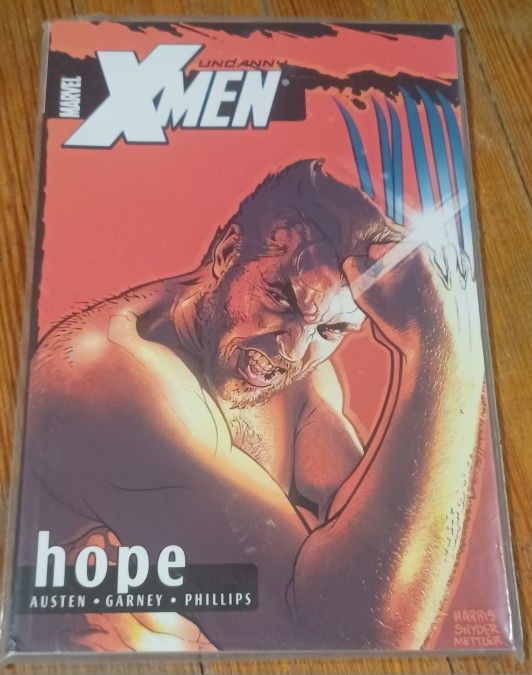 MARVEL
UNCANNY
X-MEN®
hope
AUSTEN • GARNEY • PHILLIPS
HARRIS
SNYDER
METTLER